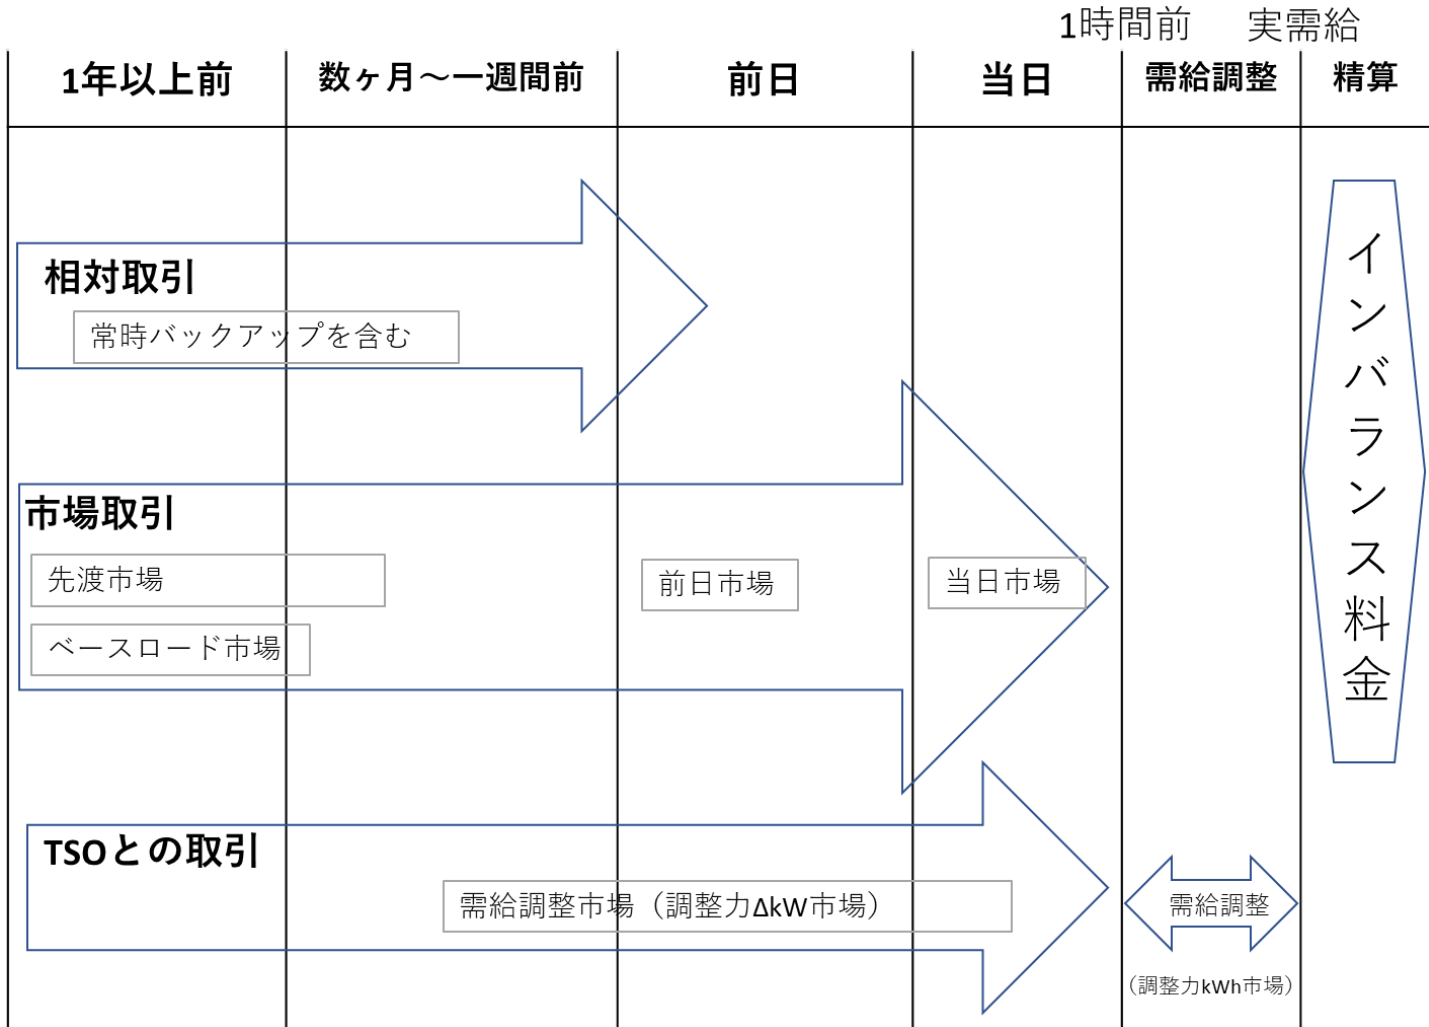 1時間前 実需給
1年以上前 数ヶ月～一週間前 前日 当日 需給調整 精算
相対取引
常時バックアップを含む
市場取引
先渡市場
前日市場
当日市場
ベースロード市場
インバランス料金
TSOとの取引
需給調整市場（調整力ΔkW市場）
需給調整
（調整力kWh市場）